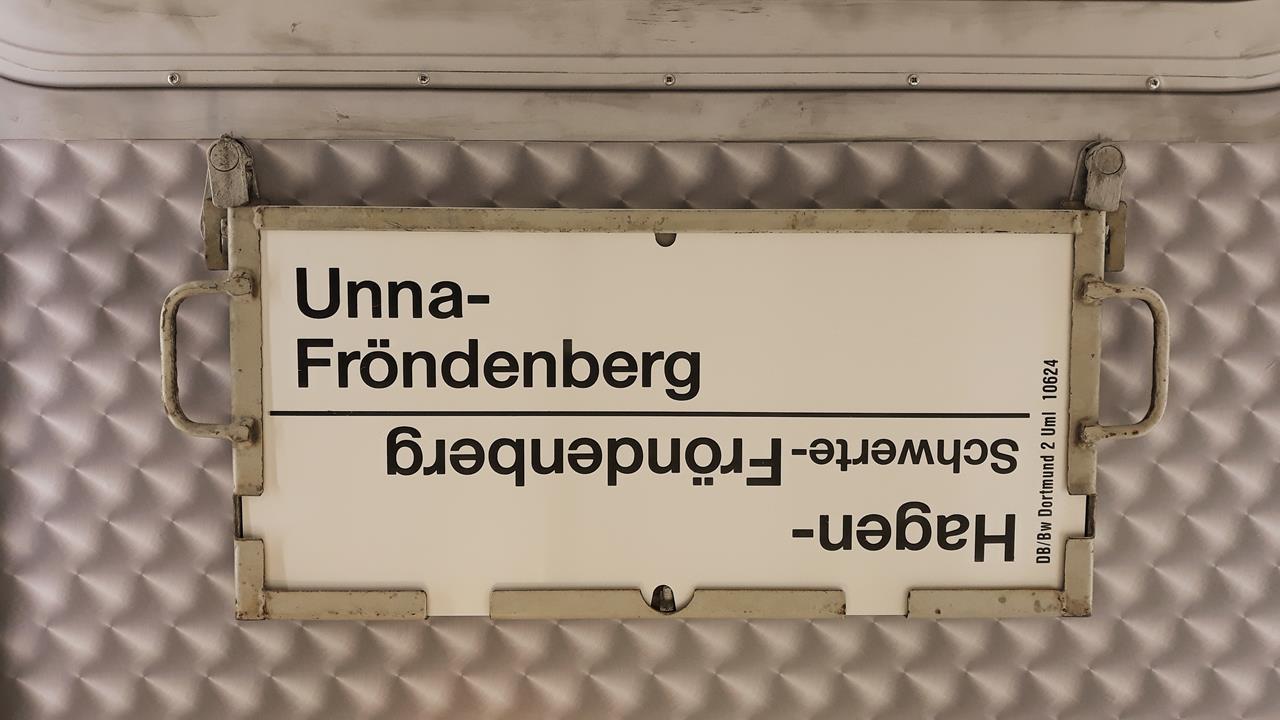 Unna-
Fröndenberg
Hagen-
Schwerte-Fröndenberg
DB/Bw Dortmund 2 Uml 10624